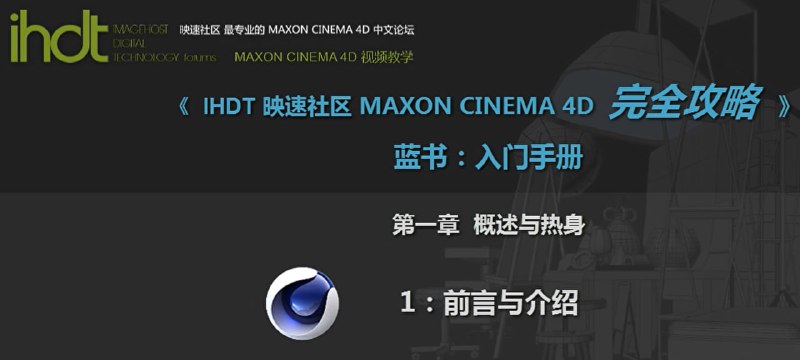 ihdt
IMAGEHOST
DIGITAL
TECHNOLOGY forums
映速社区 最专业的 MAXON CINEMA 4D 中文论坛
MAXON CINEMA 4D 视频教学
《 IHDT 映速社区 MAXON CINEMA 4D 完全攻略 》
蓝书：入门手册
第一章 概述与热身
1：前言与介绍